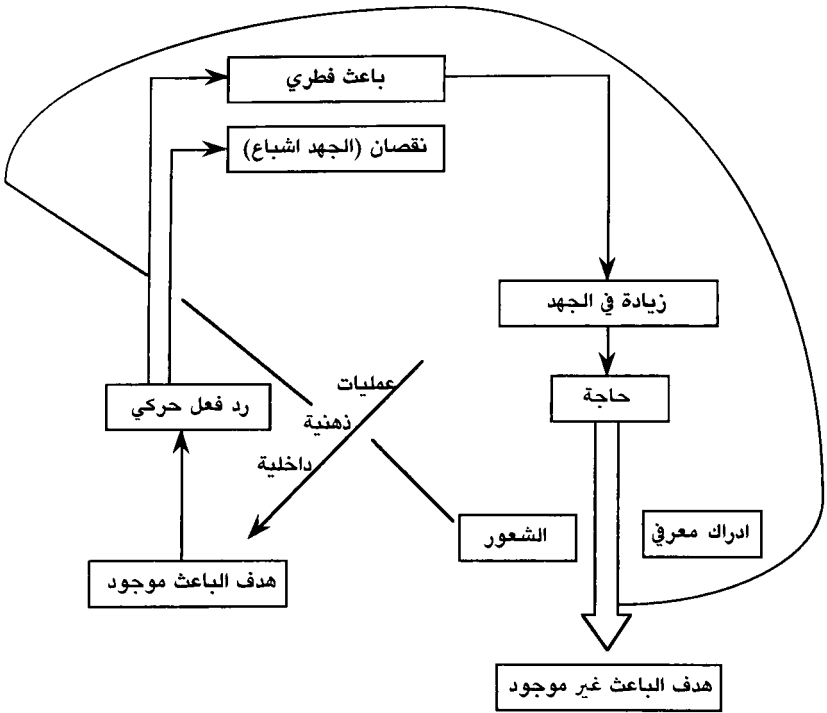 باعث فطري
نقصان (الجهد اشباع)
زيادة في الجهد
حاجة
عمليات
ذهنية
داخلية
رد فعل حركي
ادراك معرفي
الشعور
هدف الباعث موجود
هدف الباعث غير موجود